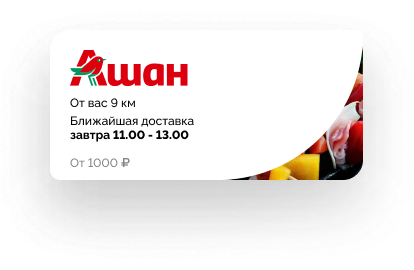 Ашан
От вас 9 км
Ближайшая доставка
завтра 11.00 - 13.00
От 1000 ₽